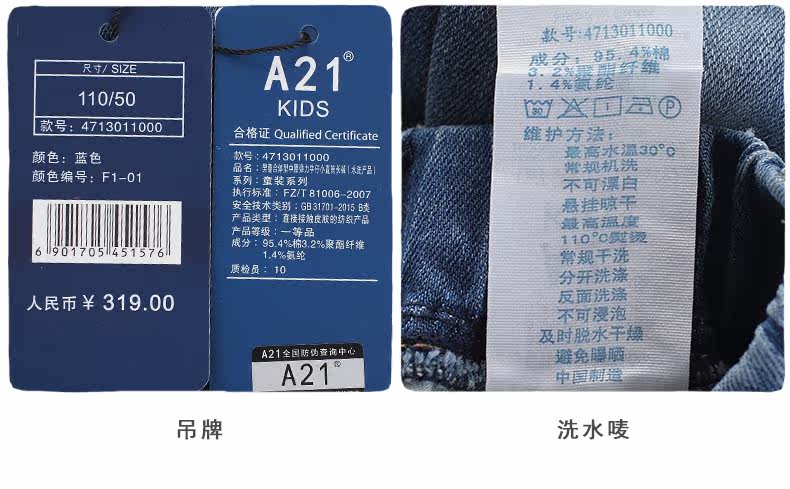 尺寸/ SIZE
110/50
款号: 4713011000
颜色: 蓝色
颜色编号: F1-01
6 901705 451576
人民币 ¥ 319.00
A21®
KIDS
合格证 Qualified Certificate
款号: 4713011000
系列: 童装系列
执行标准: FZ/T 81006-2007
安全技术类别: GB 31701-2015 B类
产品类型: 直接接触皮肤的纺织产品
产品等级: 一等品
成分: 95.4%棉3.2%聚酯纤维
1.4%氨纶
质检员: 10
A21全国防伪查询中心
A21®
吊牌
款号:4713011000
成分: 95.4%棉
3.2%聚酯纤维
1.4%氨纶
维护方法:
最高水温30°C
常规机洗
不可漂白
悬挂晾干
最高温度
110°C熨烫
常规干洗
分开洗涤
反面洗涤
不可浸泡
及时脱水干燥
避免曝晒
中国制造
洗水唛